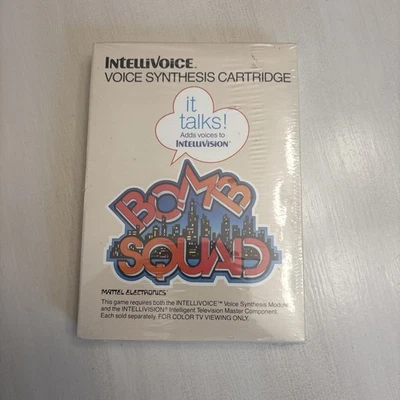 INTELLIVOICE™
VOICE SYNTHESIS CARTRIDGE
it
talks!
Adds voices to
INTELLIVISION®
BOMB
SQUAD
MATTEL ELECTRONICS®
This game requires both the INTELLIVOICE™ Voice Synthesis Module
and the INTELLIVISION® Intelligent Television Master Component.
Each sold separately. FOR COLOR TV VIEWING ONLY.